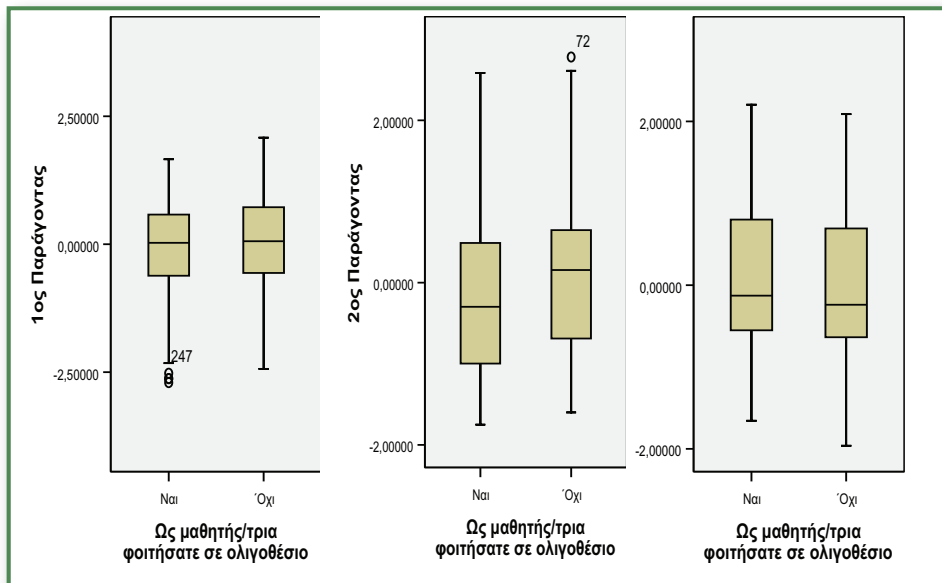 1ος Παράγοντας
2,50000
0,00000
-2,50000
247
Ναι
Όχι
Ως μαθητής/τρια
φοιτήσατε σε ολιγοθέσιο
2ος Παράγοντας
2,00000
0,00000
-2,00000
72
Ναι
Όχι
Ως μαθητής/τρια
φοιτήσατε σε ολιγοθέσιο
2,00000
0,00000
-2,00000
Ναι
Όχι
Ως μαθητής/τρια
φοιτήσατε σε ολιγοθέσιο